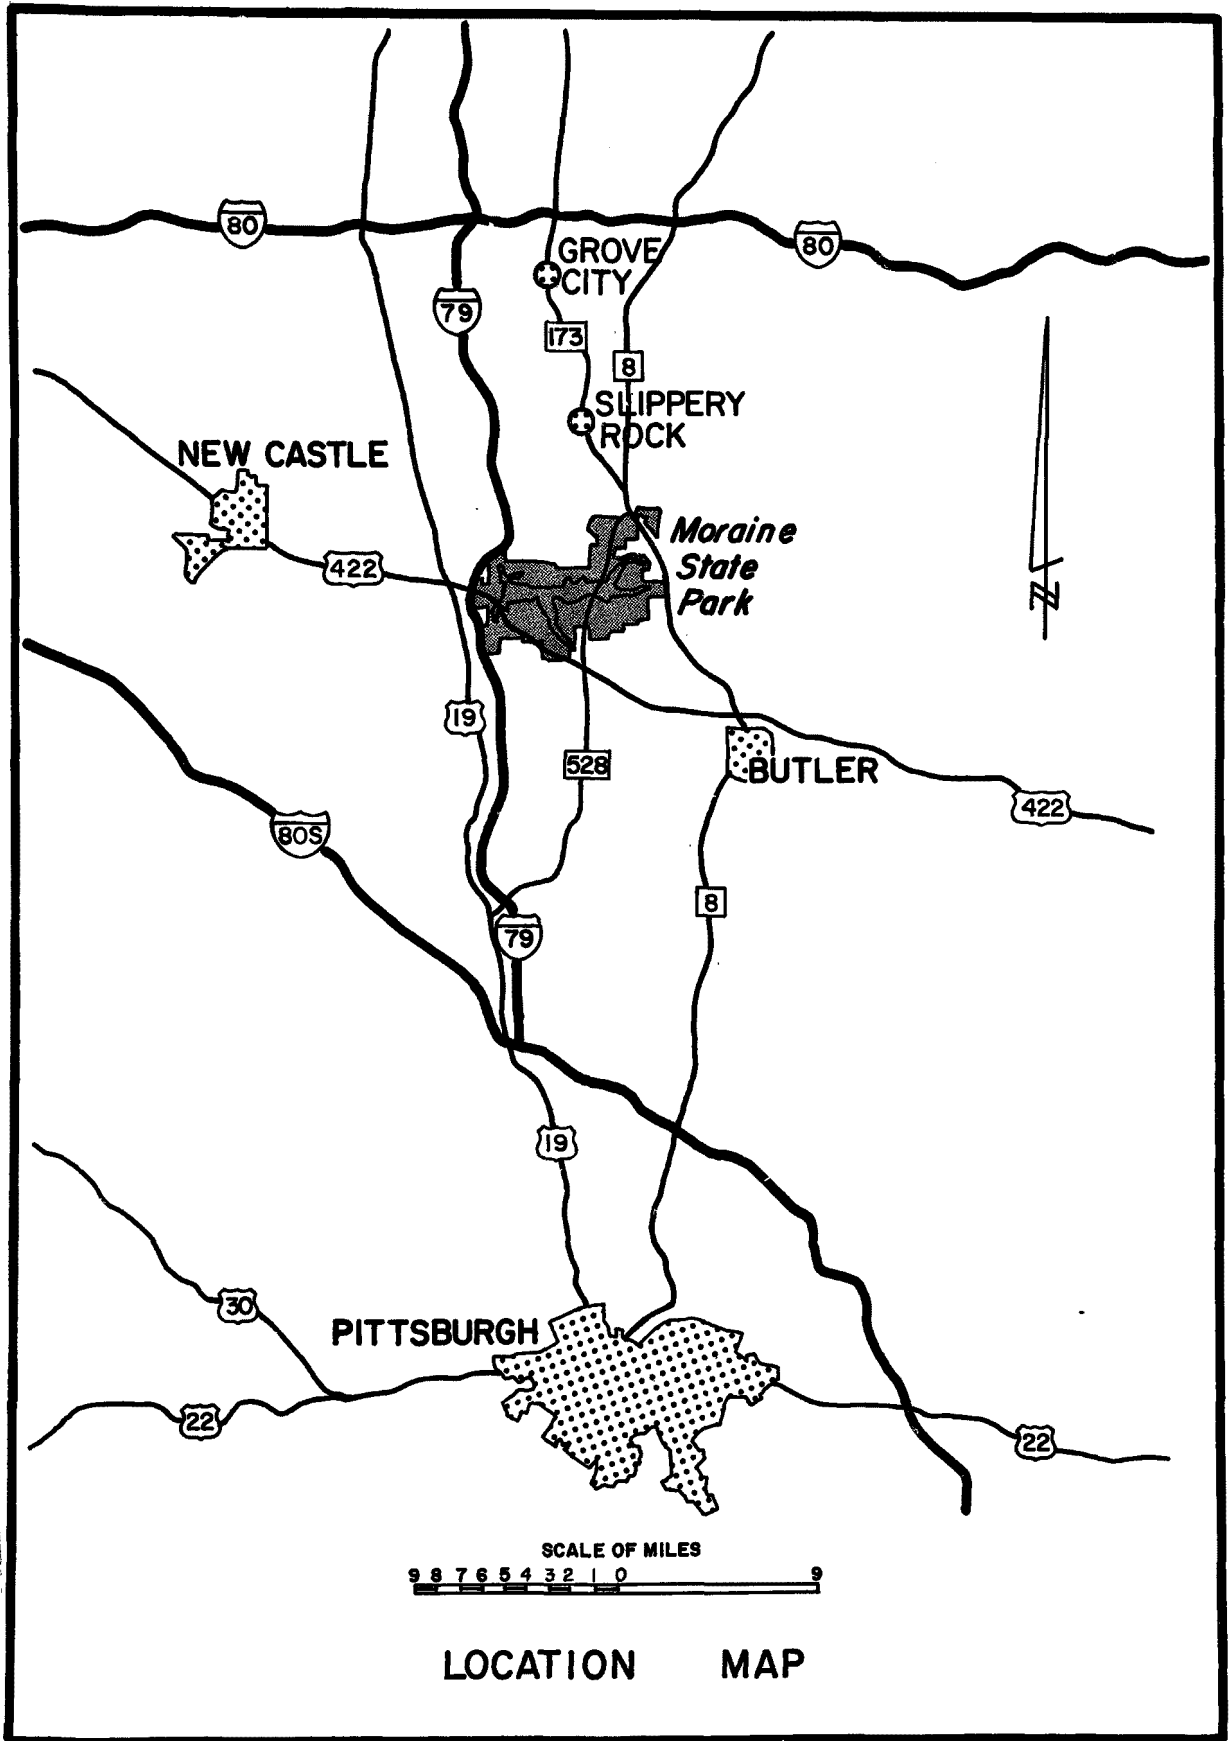 80
80
GROVE
CITY
79
173
8
SLIPPERY
ROCK
NEW CASTLE
Moraine
State
Park
422
N
19
528
BUTLER
422
80S
8
79
19
30
PITTSBURGH
22
22
SCALE OF MILES
9 8 7 6 5 4 3 2 1 0 9
LOCATION MAP